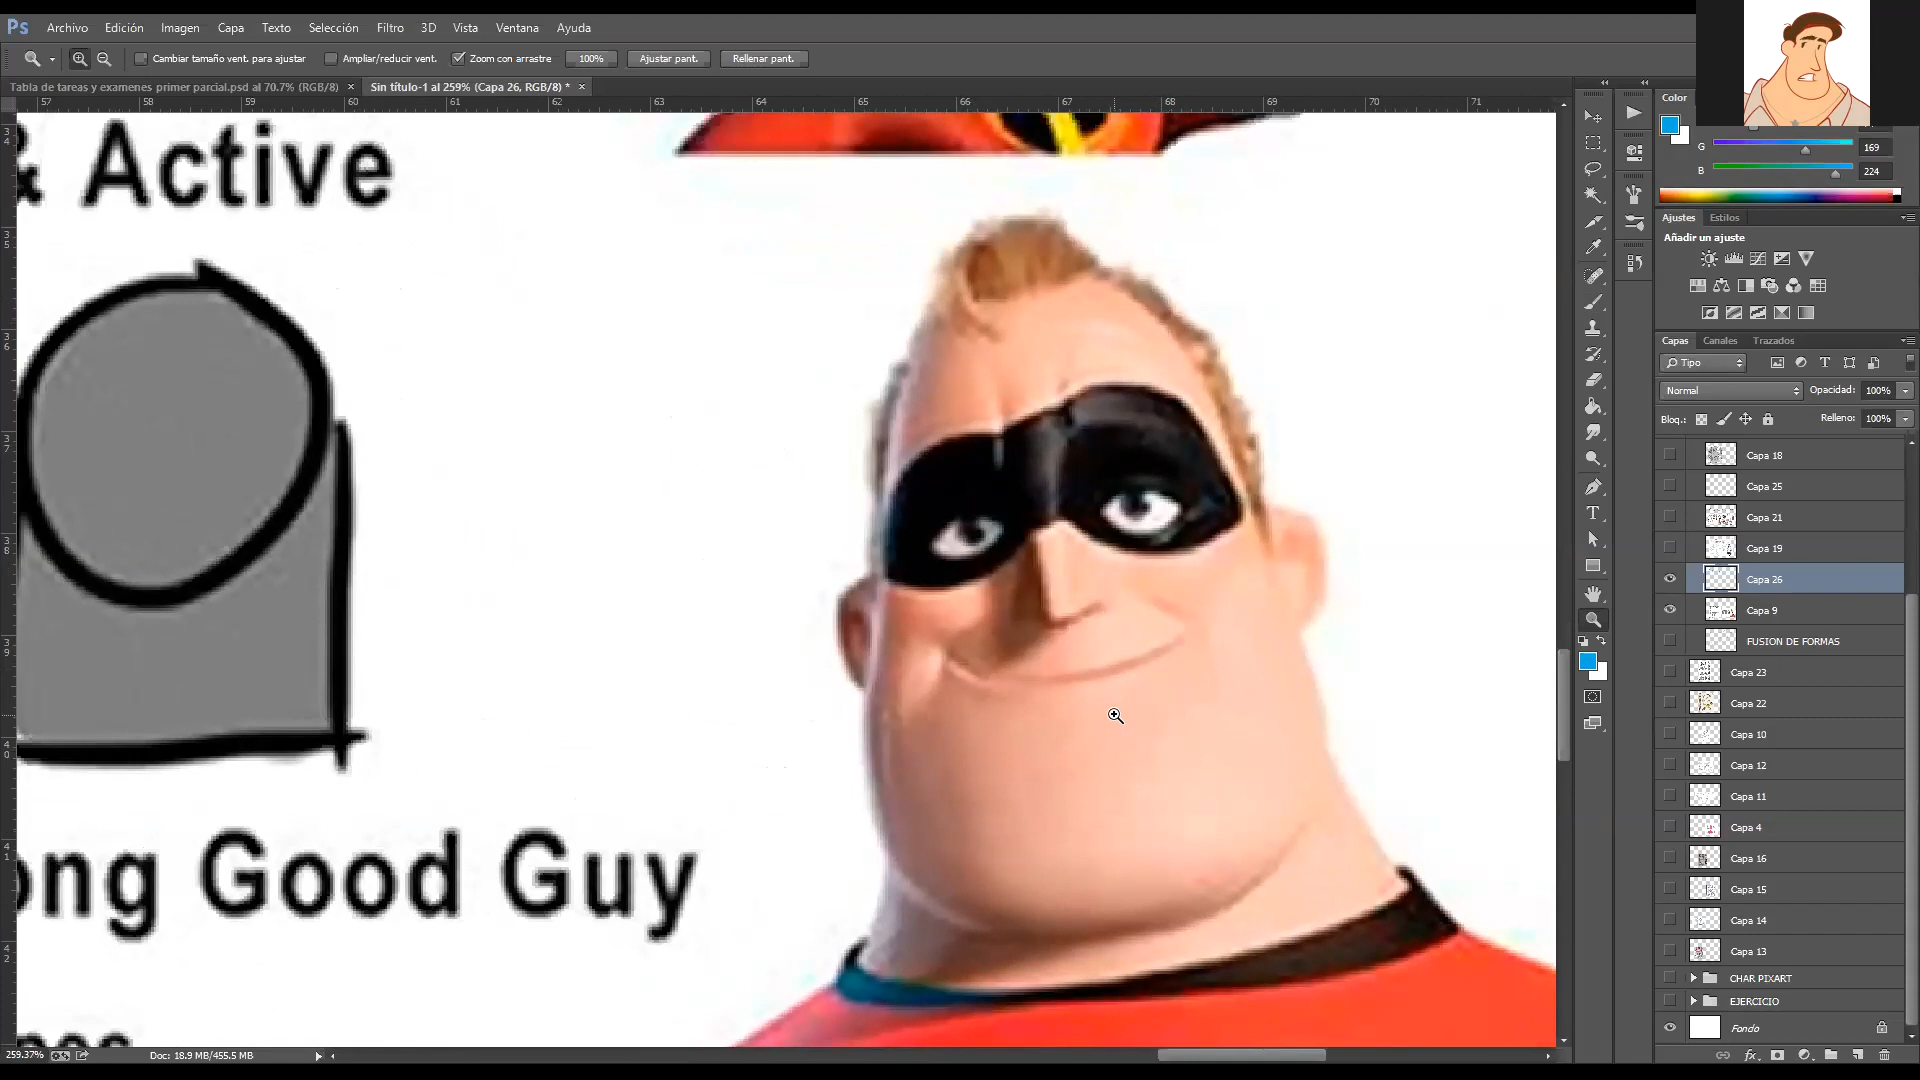 Ps Archivo Edición Imagen Capa Texto Selección Filtro 3D Vista Ventana Ayuda
Cambiar tamaño vent. para ajustar Ampliar/reducir vent. Zoom con arrastre 100% Ajustar pant. Rellenar pant.
Tabla de tareas y examenes primer parcial.psd al 70.7% (RGB/8) × Sin título-1 al 259% (Capa 26, RGB/8) * ×
57 58 59 60 61 62 63 64 65 66 67 68 69 70 71
& Active
ong Good Guy
Color
G 169
B 224
Ajustes Estilos
Añadir un ajuste
Capas Canales Trazados
Tipo
Normal Opacidad: 100%
Bloq.: Relleno: 100%
Capa 18
Capa 25
Capa 21
Capa 19
Capa 26
Capa 9
FUSION DE FORMAS
Capa 23
Capa 22
Capa 10
Capa 12
Capa 11
Capa 4
Capa 16
Capa 15
Capa 14
Capa 13
CHAR PIXART
EJERCICIO
Fondo
259.37% Doc: 18.9 MB/455.5 MB